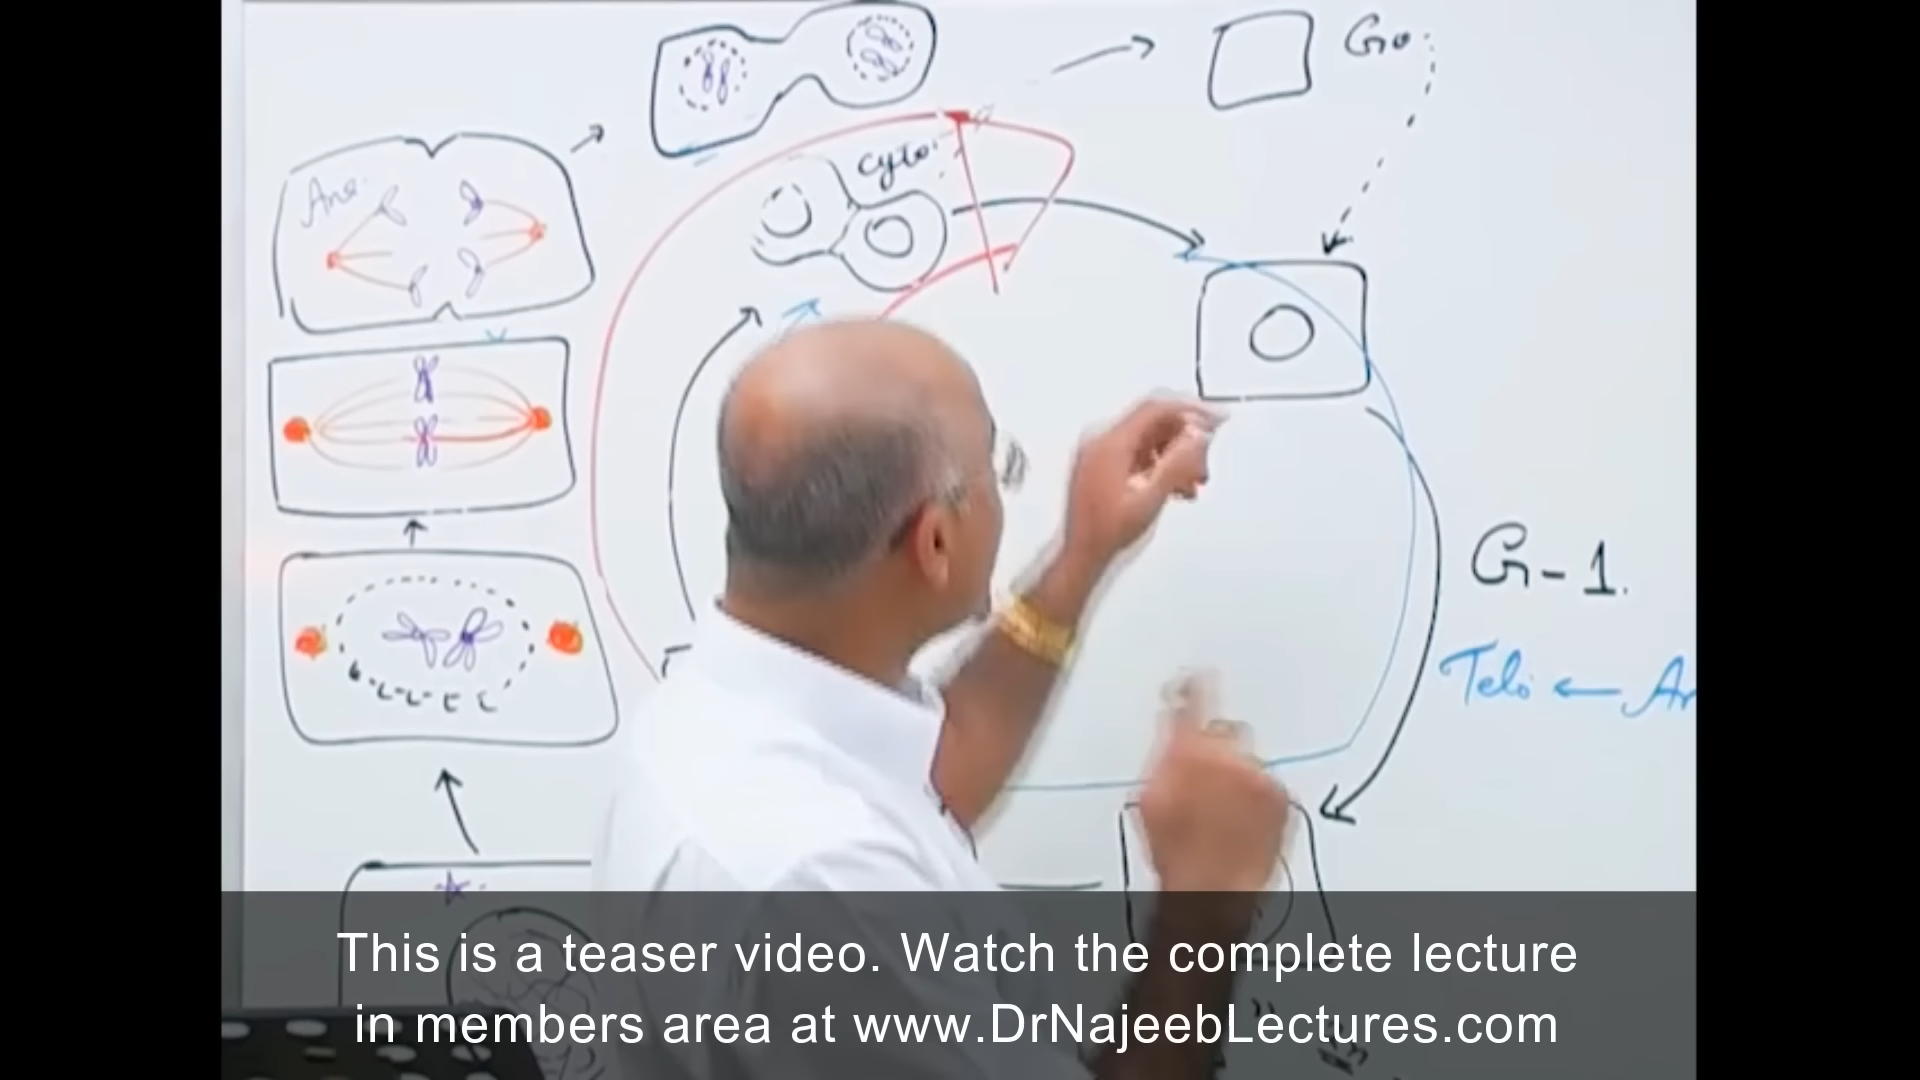 Go
cyto.
Ana.
G-1.
Telo ← An
This is a teaser video. Watch the complete lecture
in members area at www.DrNajeebLectures.com